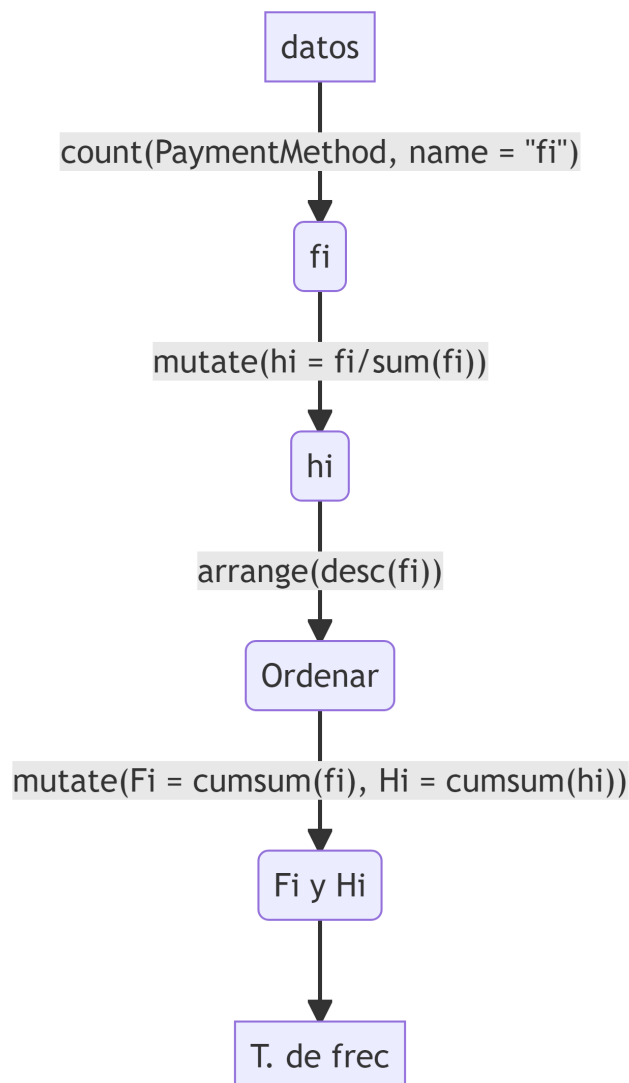 datos
count(PaymentMethod, name = "fi")
fi
mutate(hi = fi/sum(fi))
hi
arrange(desc(fi))
Ordenar
mutate(Fi = cumsum(fi), Hi = cumsum(hi))
Fi y Hi
T. de frec